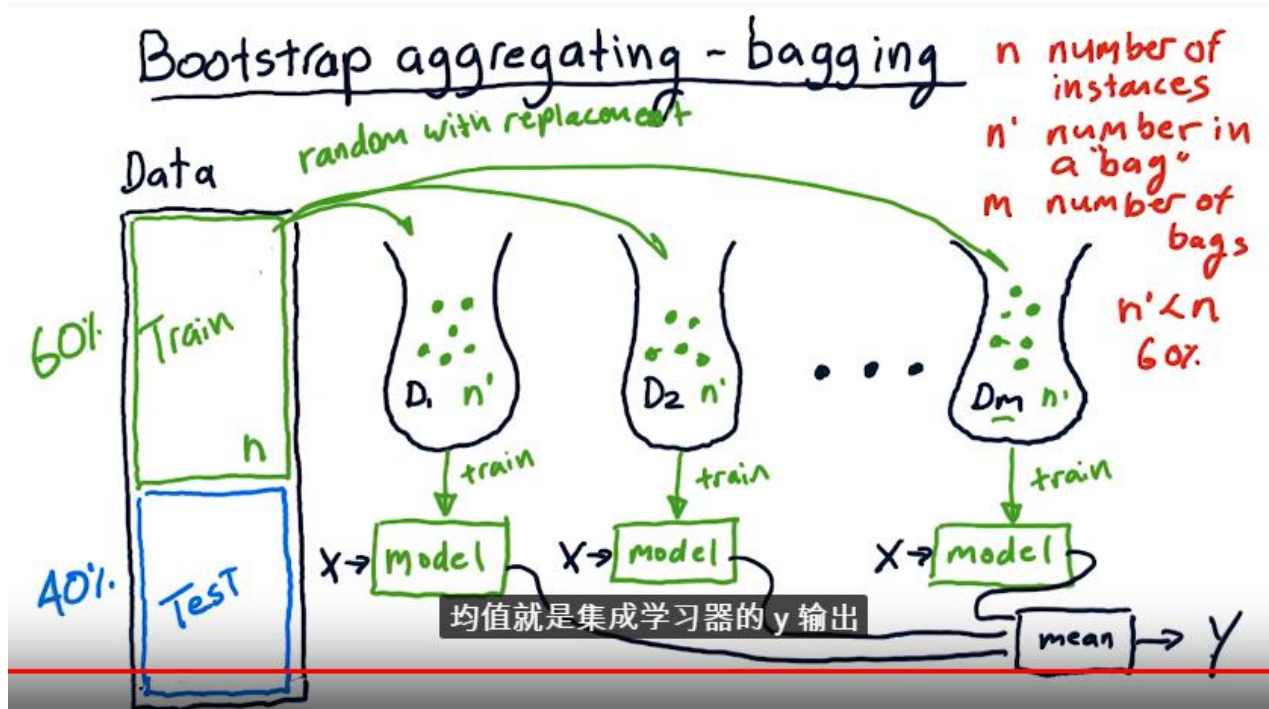 Bootstrap aggregating - bagging
random with replacement
Data
60%
Train
n
40%
Test
D1 n'
D2 n'
...
Dm n'
train
train
train
X→ model
X→ model
X→ model
mean → Y
n number of
instances
n' number in
a "bag"
m number of
bags
n'<n
60%
均值就是集成学习器的 y 输出